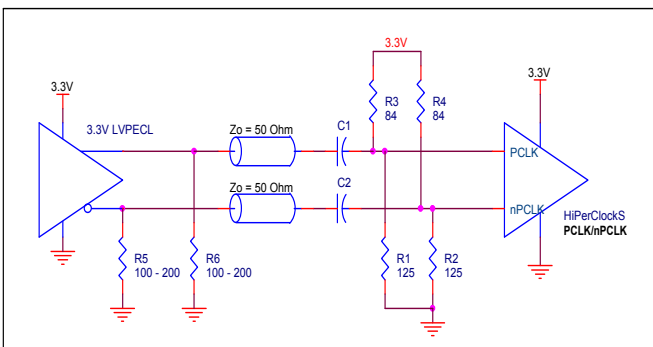 3.3V
3.3V
3.3V
3.3V LVPECL
R3
84
R4
84
Zo = 50 Ohm
C1
PCLK
Zo = 50 Ohm
C2
nPCLK
HiPerClockS
PCLK/nPCLK
R5
100 - 200
R6
100 - 200
R1
125
R2
125